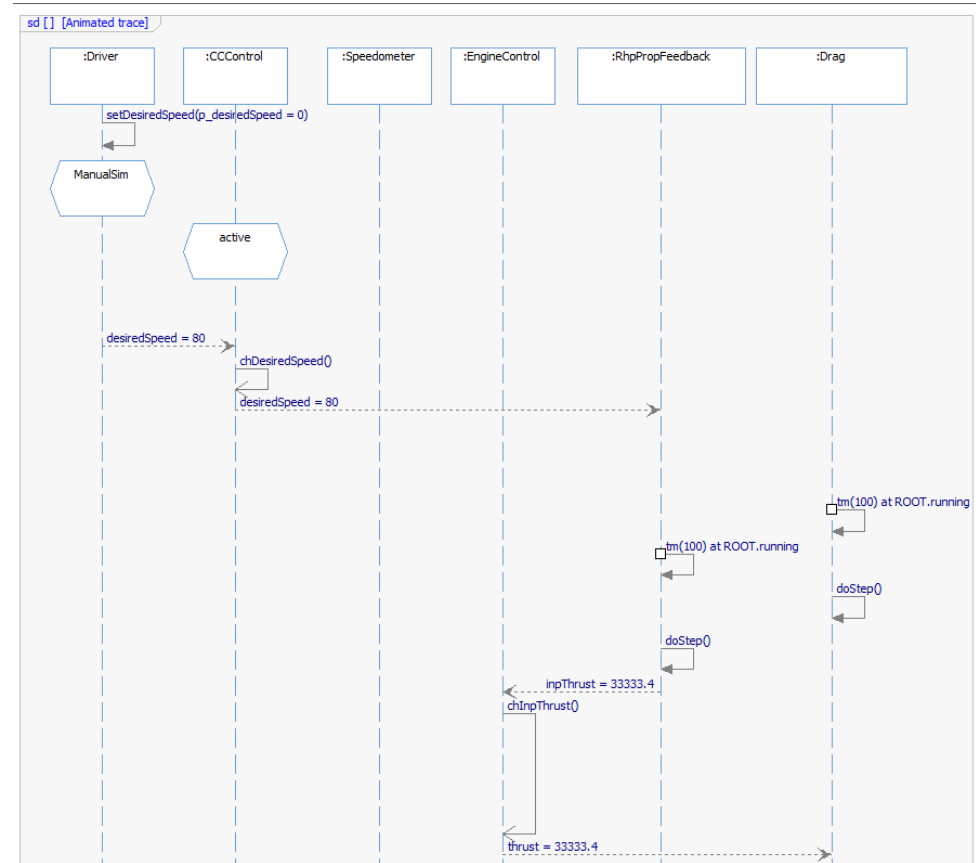 sd [ ] [Animated trace]
:Driver
:CCControl
:Speedometer
:EngineControl
:RhpPropFeedback
:Drag
setDesiredSpeed(p_desiredSpeed = 0)
ManualSim
active
desiredSpeed = 80
chDesiredSpeed()
desiredSpeed = 80
tm(100) at ROOT.running
tm(100) at ROOT.running
doStep()
doStep()
inpThrust = 33333.4
chInpThrust()
thrust = 33333.4